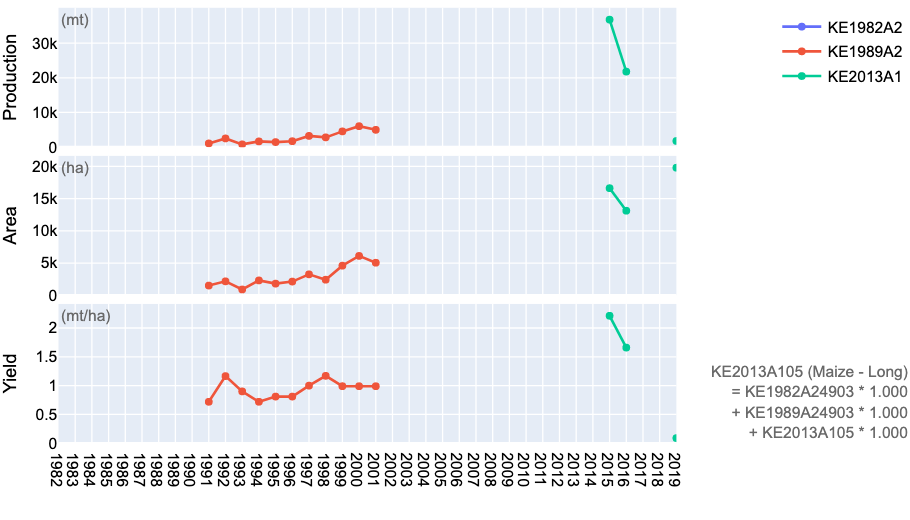 (mt)
Production
30k
20k
10k
0
KE1982A2
KE1989A2
KE2013A1
(ha)
Area
20k
15k
10k
5k
0
(mt/ha)
Yield
2
1.5
1
0.5
0
KE2013A105 (Maize - Long)
= KE1982A24903 * 1.000
+ KE1989A24903 * 1.000
+ KE2013A105 * 1.000
1982
1983
1984
1985
1986
1987
1988
1989
1990
1991
1992
1993
1994
1995
1996
1997
1998
1999
2000
2001
2002
2003
2004
2005
2006
2007
2008
2009
2010
2011
2012
2013
2014
2015
2016
2017
2018
2019